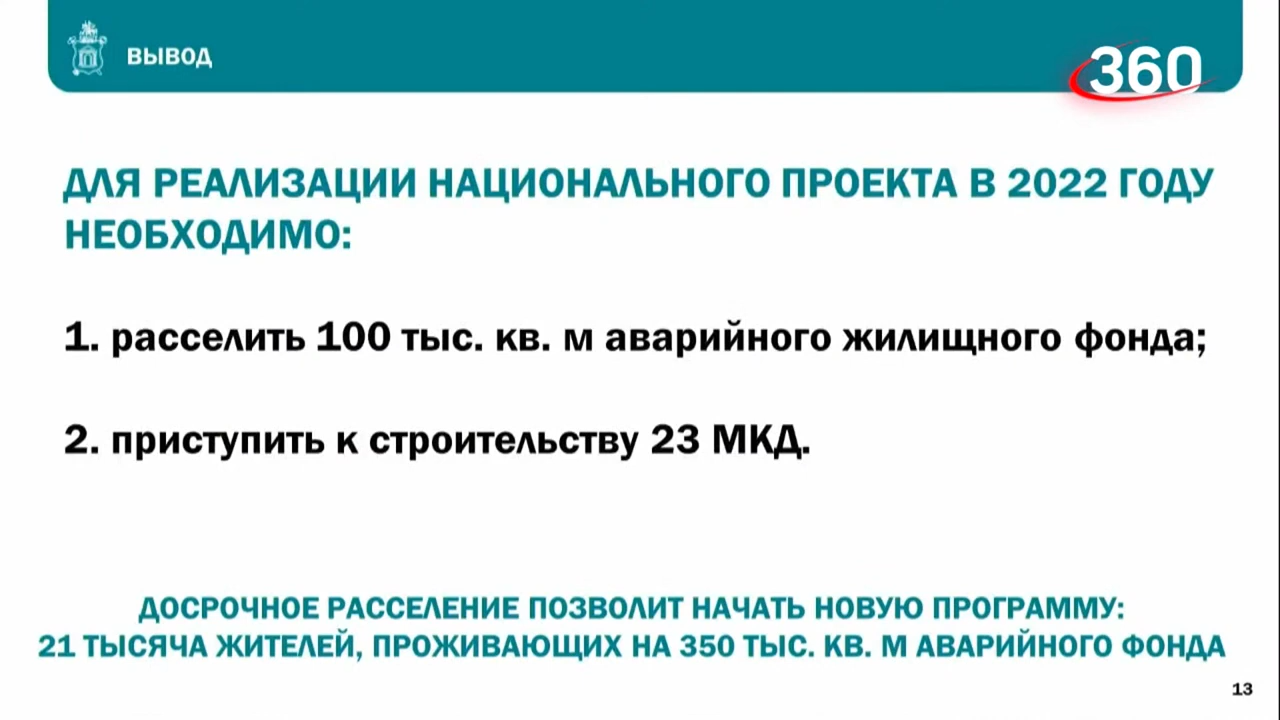 ВЫВОД
360
ДЛЯ РЕАЛИЗАЦИИ НАЦИОНАЛЬНОГО ПРОЕКТА В 2022 ГОДУ
НЕОБХОДИМО:
1. расселить 100 тыс. кв. м аварийного жилищного фонда;
2. приступить к строительству 23 МКД.
ДОСРОЧНОЕ РАССЕЛЕНИЕ ПОЗВОЛИТ НАЧАТЬ НОВУЮ ПРОГРАММУ:
21 ТЫСЯЧА ЖИТЕЛЕЙ, ПРОЖИВАЮЩИХ НА 350 ТЫС. КВ. М АВАРИЙНОГО ФОНДА
13